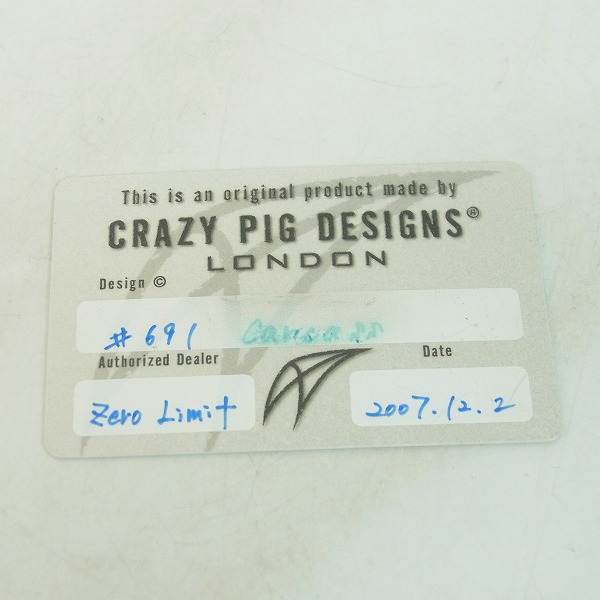 This is an original product made by
CRAZY PIG DESIGNS®
LONDON
Design ©
#691
Authorized Dealer
Date
Zero Limit
2007.12.2